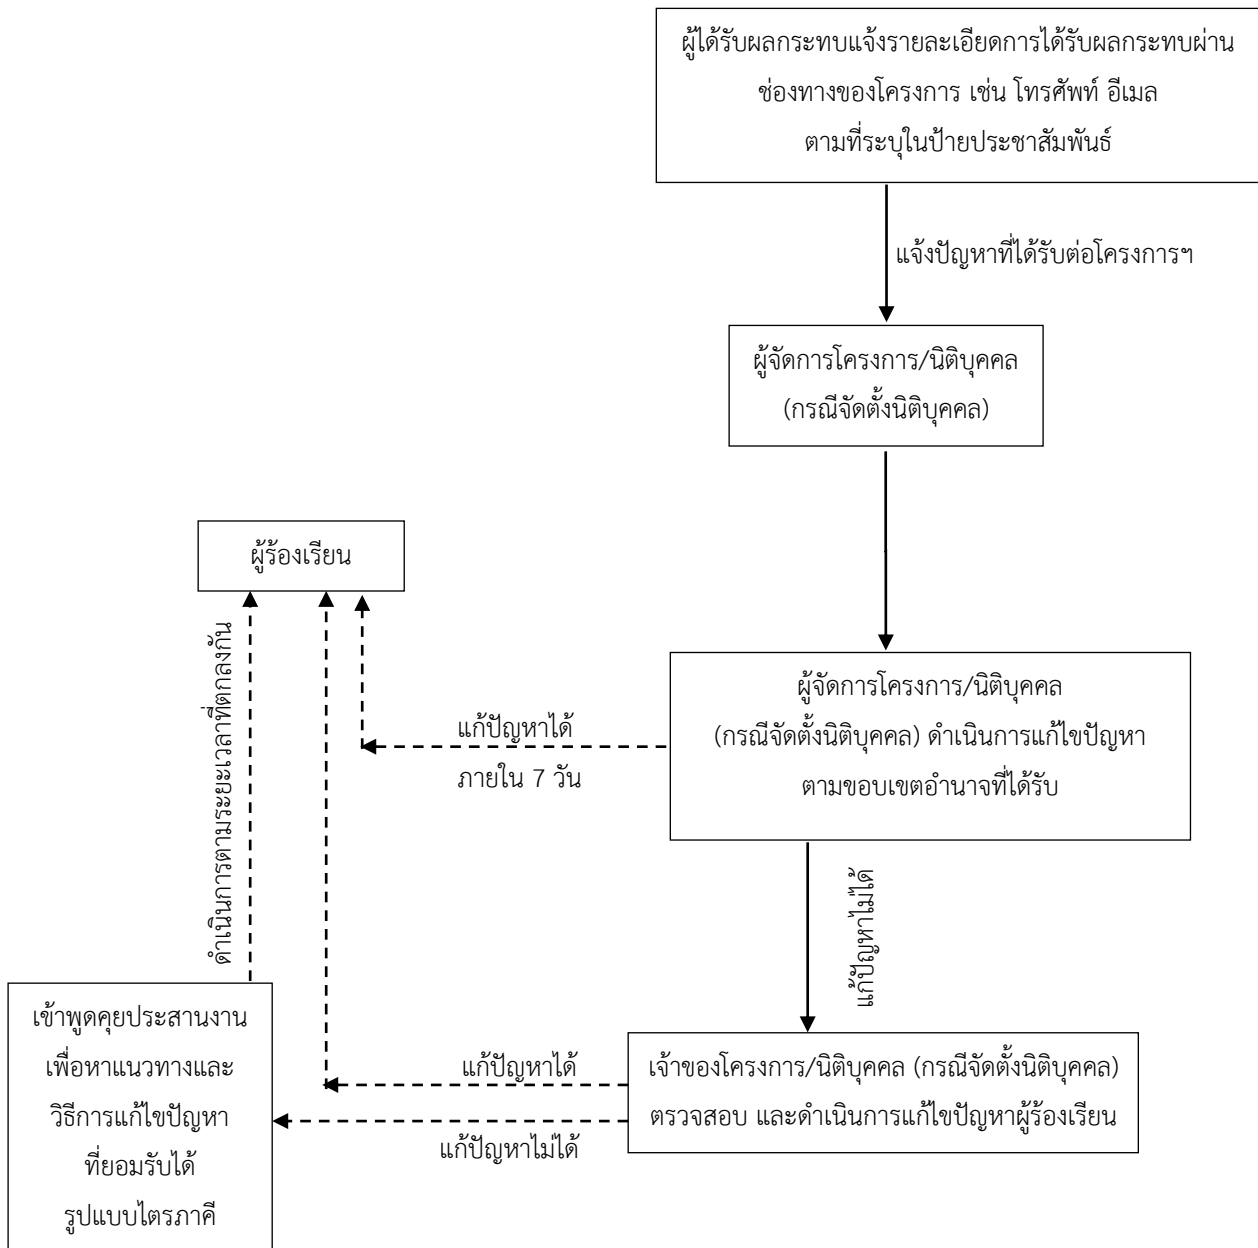 ผู้ได้รับผลกระทบแจ้งรายละเอียดการได้รับผลกระทบผ่าน
ช่องทางของโครงการ เช่น โทรศัพท์ อีเมล
ตามที่ระบุในป้ายประชาสัมพันธ์
แจ้งปัญหาที่ได้รับต่อโครงการฯ
ผู้จัดการโครงการ/นิติบุคคล
(กรณีจัดตั้งนิติบุคคล)
ผู้ร้องเรียน
ผู้จัดการโครงการ/นิติบุคคล
(กรณีจัดตั้งนิติบุคคล) ดำเนินการแก้ไขปัญหา
ตามขอบเขตอำนาจที่ได้รับ
แก้ปัญหาได้
ภายใน 7 วัน
ดำเนินการตามระยะเวลาที่ตกลงกัน
แก้ปัญหาไม่ได้
เจ้าของโครงการ/นิติบุคคล (กรณีจัดตั้งนิติบุคคล)
ตรวจสอบ และดำเนินการแก้ไขปัญหาผู้ร้องเรียน
แก้ปัญหาได้
แก้ปัญหาไม่ได้
เข้าพูดคุยประสานงาน
เพื่อหาแนวทางและ
วิธีการแก้ไขปัญหา
ที่ยอมรับได้
รูปแบบไตรภาคี